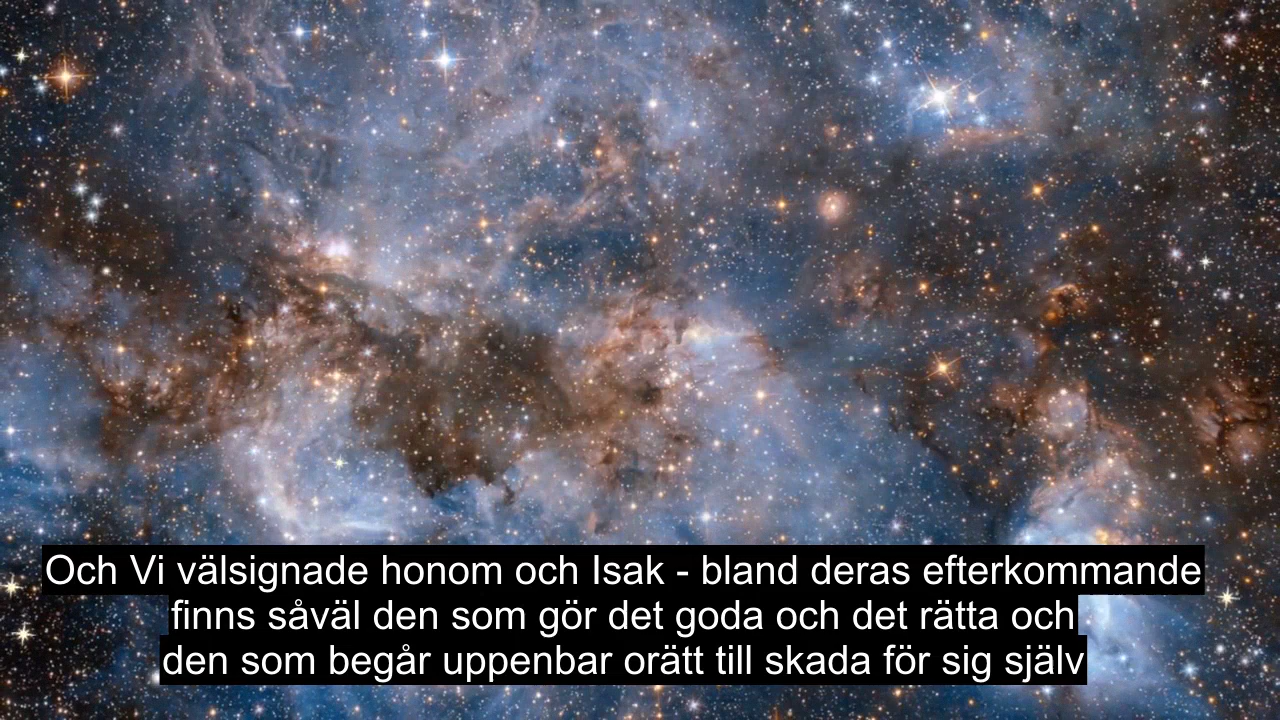 Och Vi välsignade honom och Isak - bland deras efterkommande
finns såväl den som gör det goda och det rätta och
den som begår uppenbar orätt till skada för sig själv